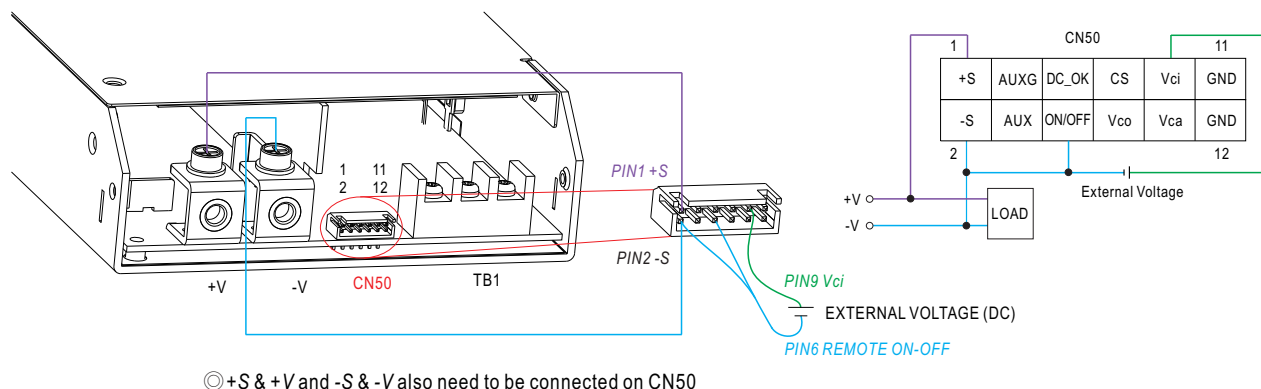 1 11
2 12
+V -V CN50 TB1
PIN1 +S
PIN2 -S
PIN9 Vci
EXTERNAL VOLTAGE (DC)
PIN6 REMOTE ON-OFF
CN50
1 11
+S AUXG DC_OK CS Vci GND
-S AUX ON/OFF Vco Vca GND
2 12
External Voltage
+V
-V
LOAD
◎ +S & +V and -S & -V also need to be connected on CN50